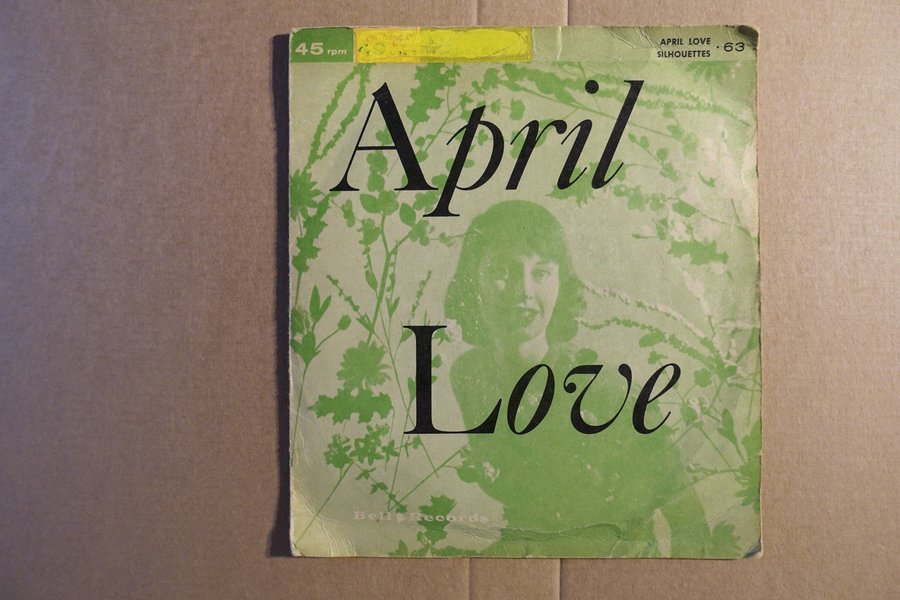 45 rpm
APRIL LOVE
SILHOUETTES
• 63
April
Love
Bell Records